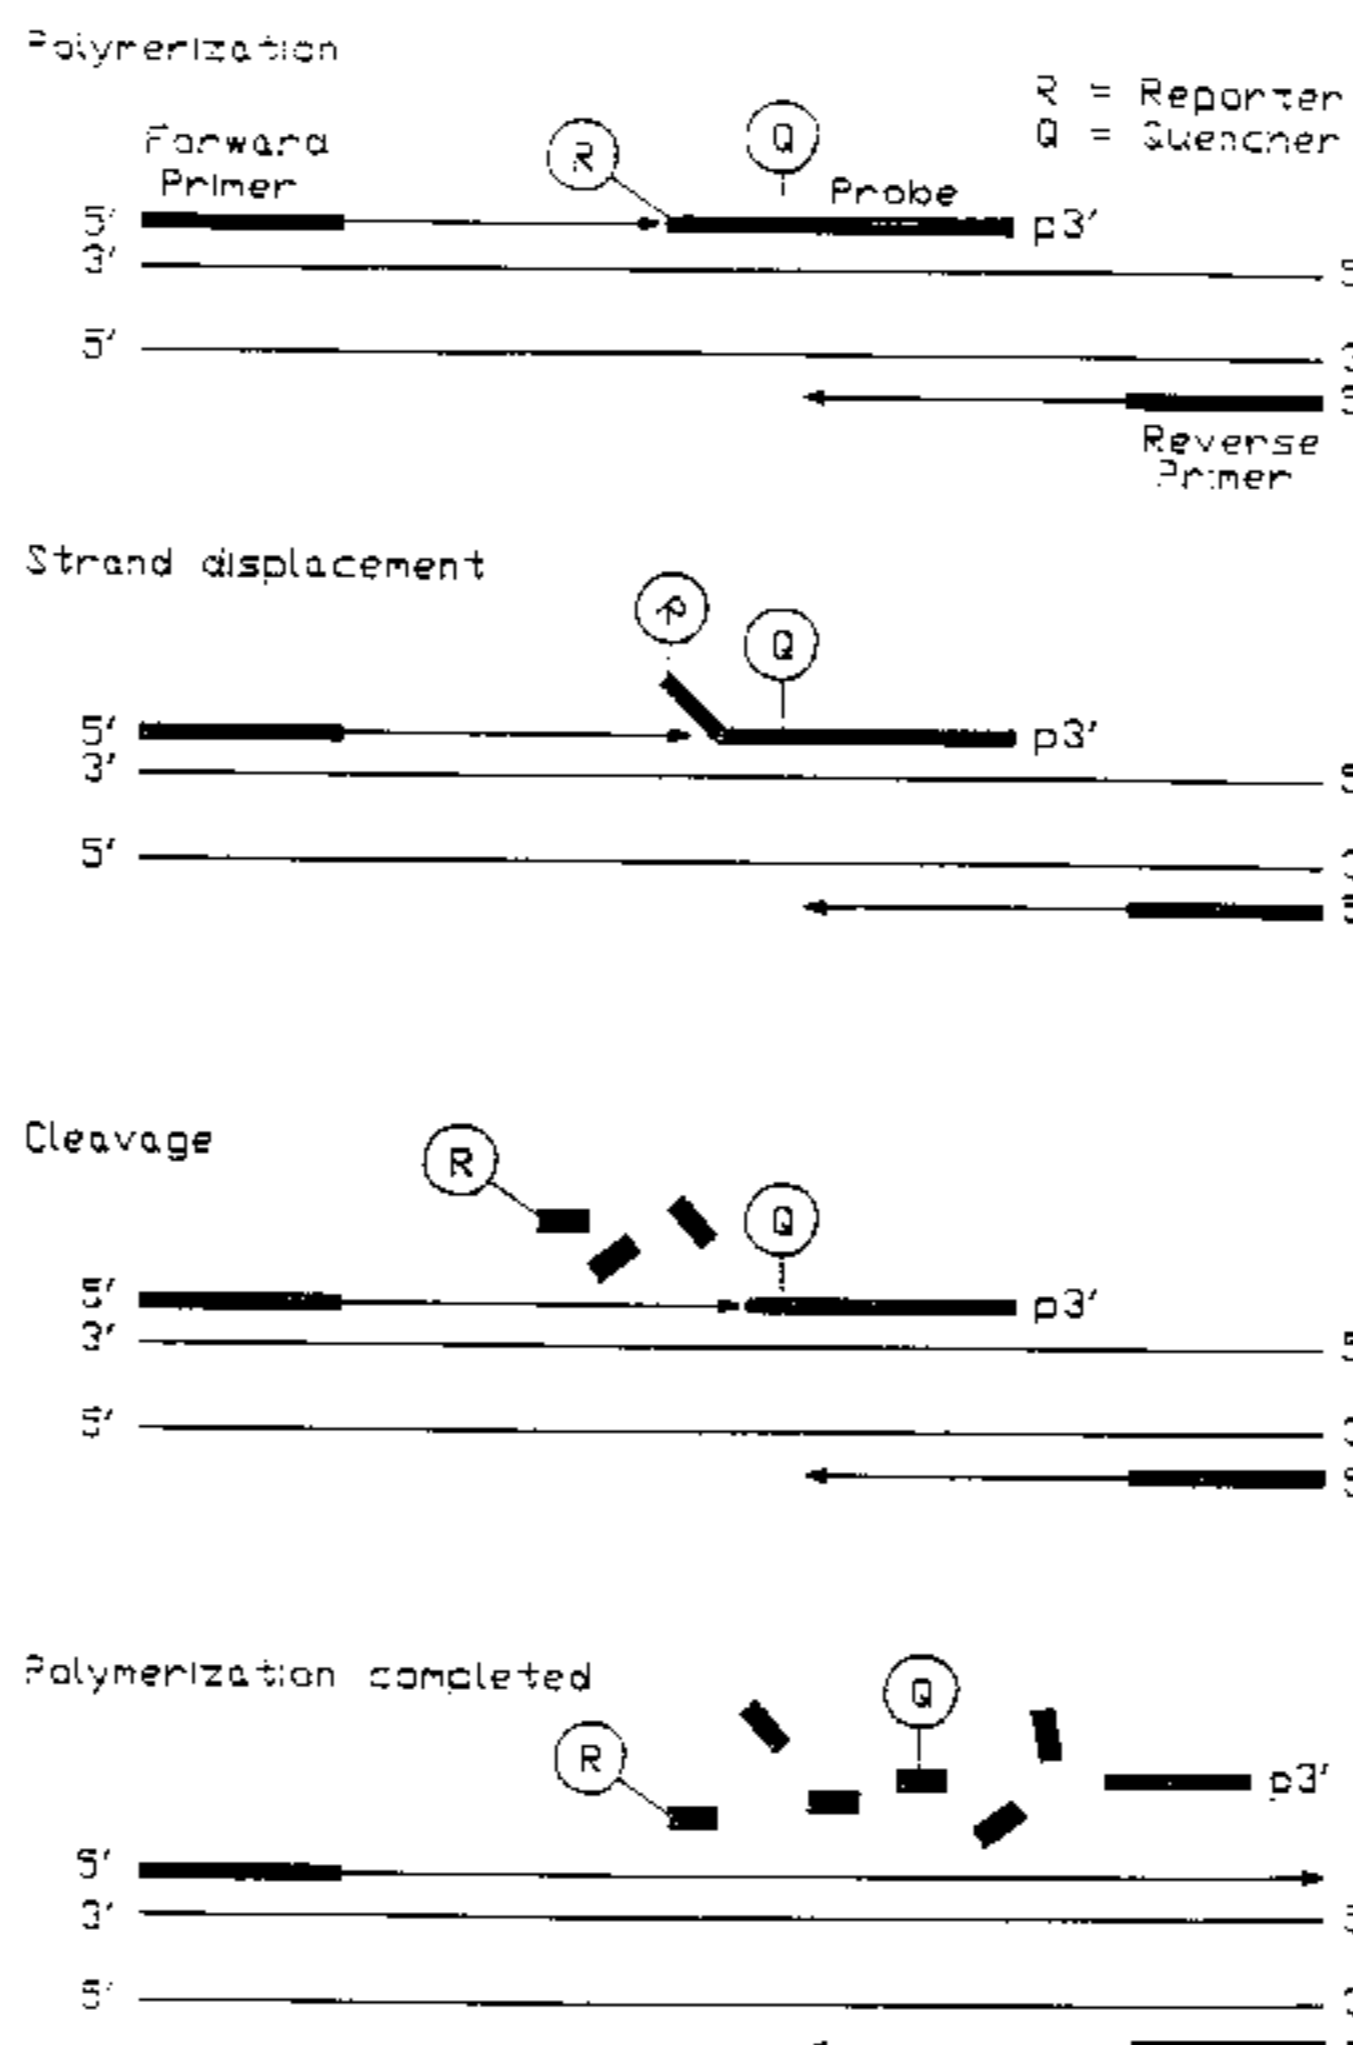 Polymerization
R = Reporter
Q = Quencher
Forward
Primer
R
Q
Probe
5'
p3'
3'
5'
Reverse
Primer
Strand displacement
R
Q
5'
p3'
3'
5'
Cleavage
R
Q
5'
p3'
3'
5
5'
Polymerization completed
Q
R
p3'
5'
3'
5'